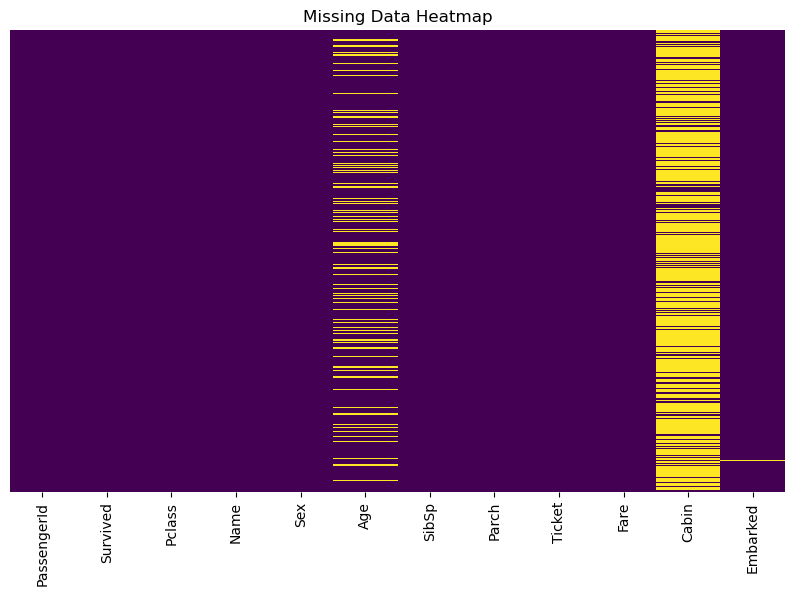 Missing Data Heatmap
PassengerId
Survived
Pclass
Name
Sex
Age
SibSp
Parch
Ticket
Fare
Cabin
Embarked